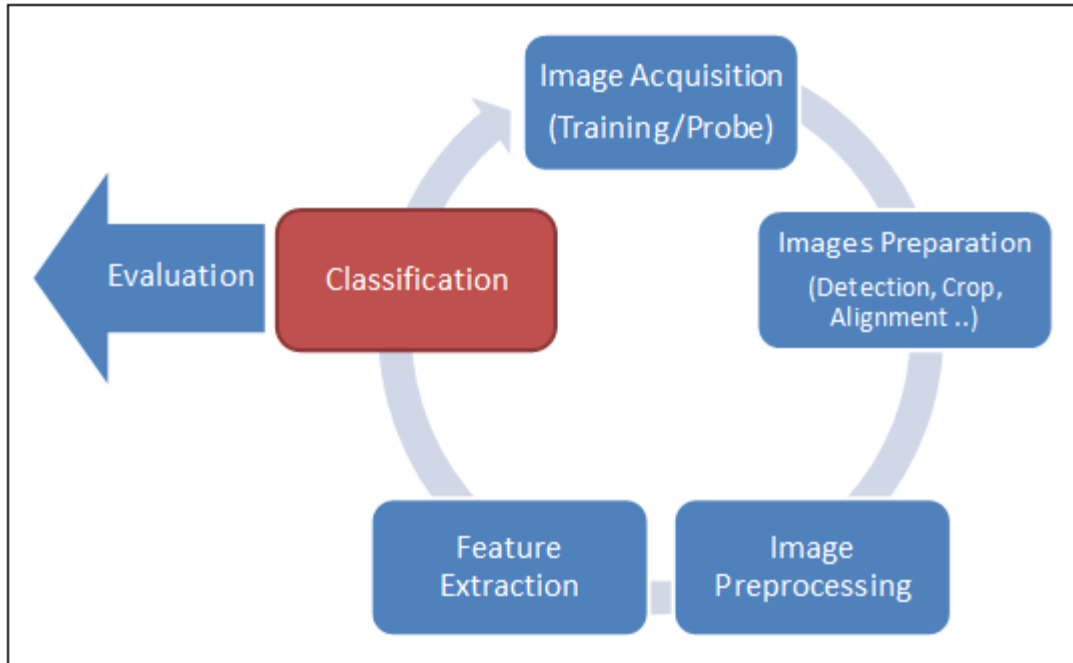 Image Acquisition
(Training/Probe)
Images Preparation
(Detection, Crop,
Alignment ..)
Image
Preprocessing
Feature
Extraction
Classification
Evaluation